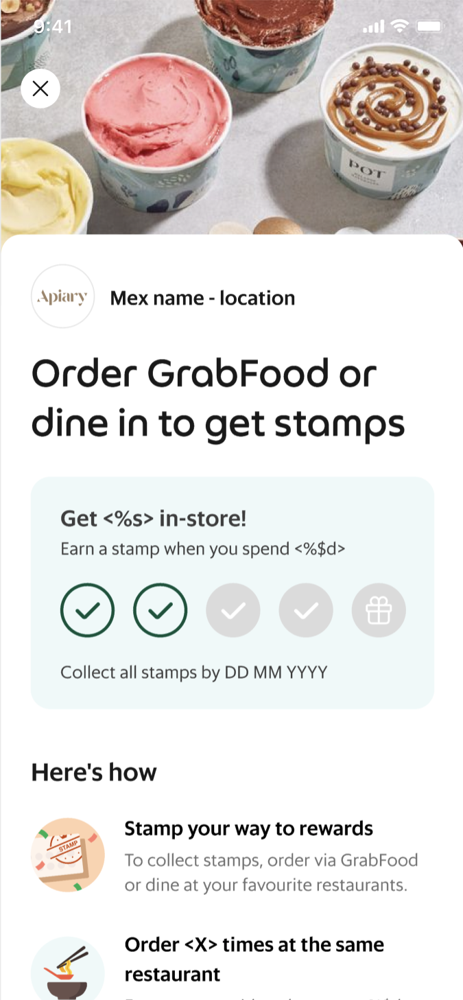 9:41
POT
Apiary
Mex name - location
Order GrabFood or
dine in to get stamps
Get <%s> in-store!
Earn a stamp when you spend <%$d>
Collect all stamps by DD MM YYYY
Here's how
STAMP
Stamp your way to rewards
To collect stamps, order via GrabFood
or dine at your favourite restaurants.
Order <X> times at the same
restaurant